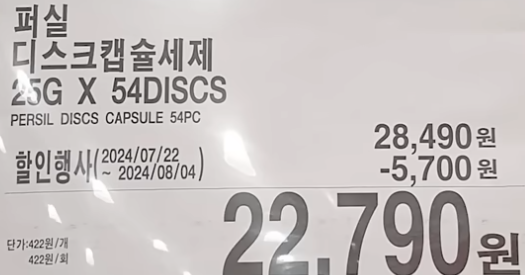 퍼실
디스크캡슐세제
25G X 54DISCS
PERSIL DISCS CAPSULE 54PC
28,490원
할인행사(2024/07/22 ~ 2024/08/04) -5,700원
22,790원
단가:422원/개
422원/회